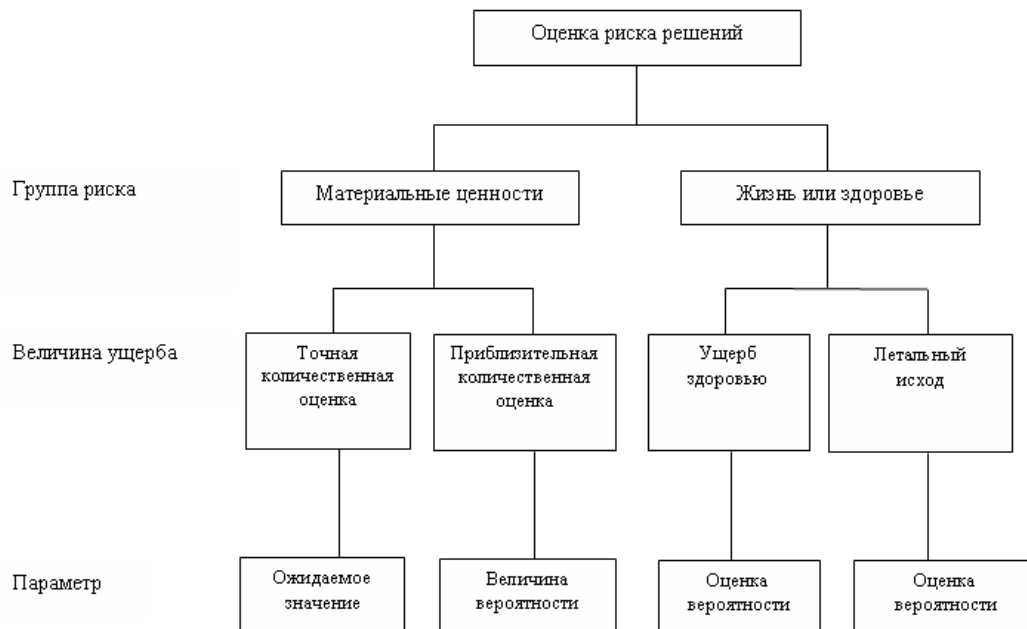 Оценка риска решений
Группа риска
Материальные ценности
Жизнь или здоровье
Величина ущерба
Точная
количественная
оценка
Приблизительная
количественная
оценка
Ущерб
здоровью
Летальный
исход
Параметр
Ожидаемое
значение
Величина
вероятности
Оценка
вероятности
Оценка
вероятности